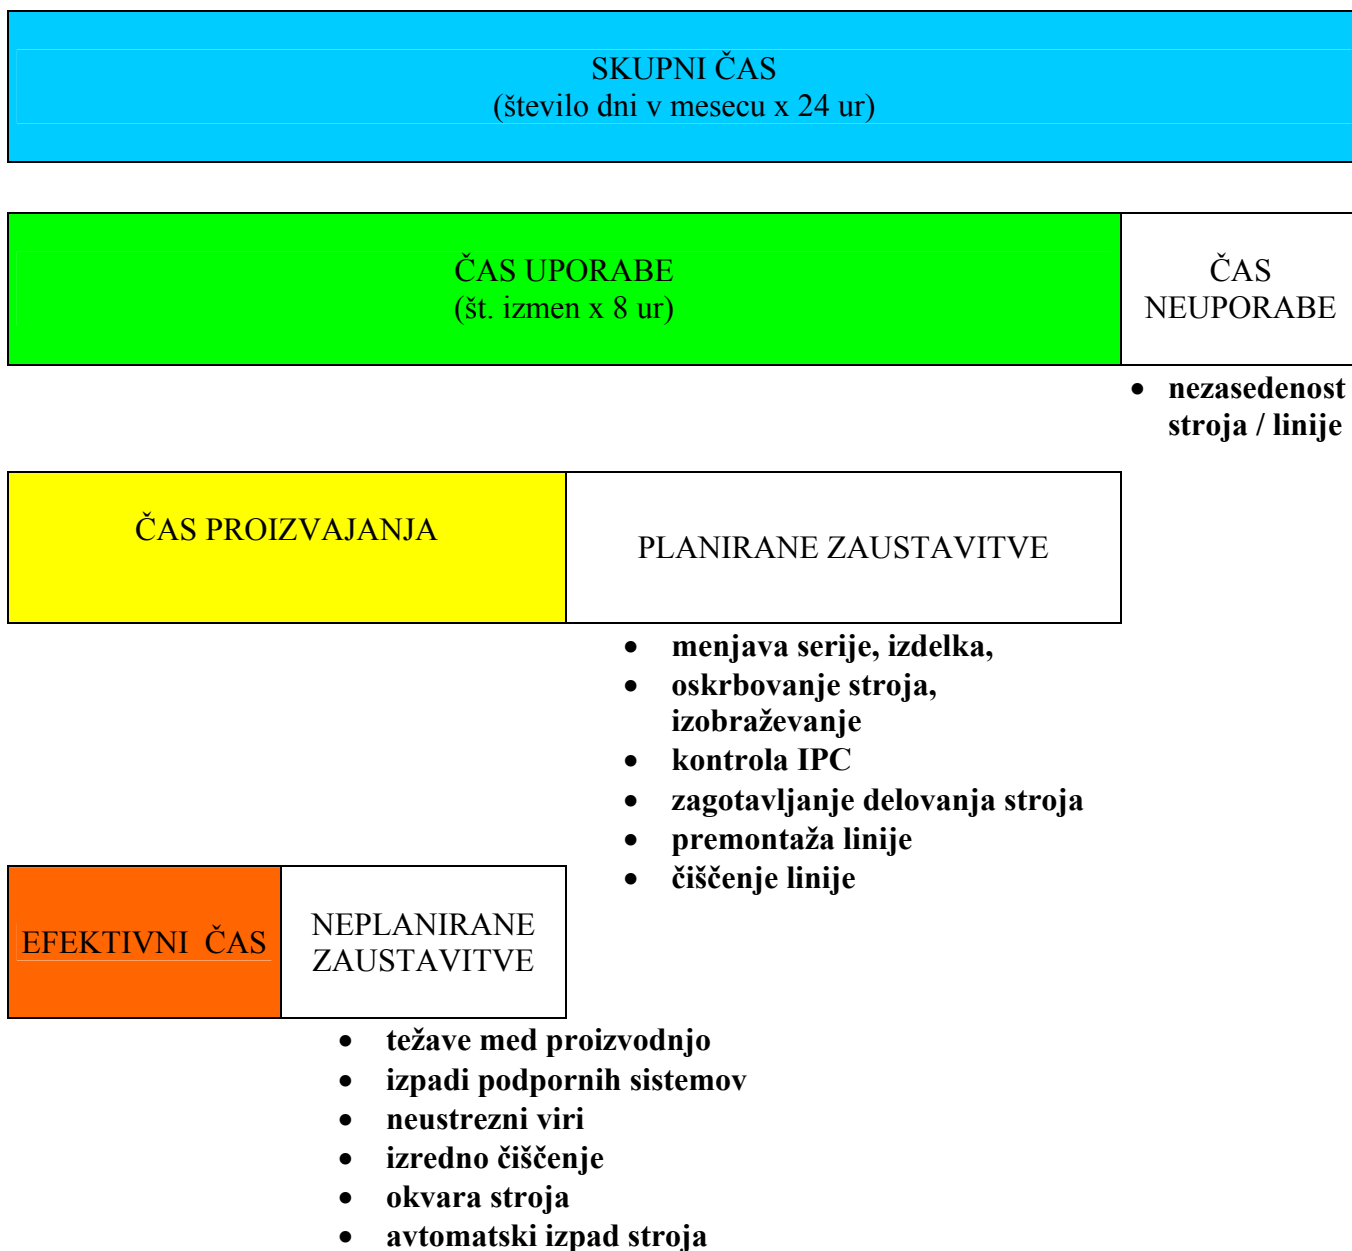 SKUPNI ČAS
(število dni v mesecu x 24 ur)
ČAS UPORABE
(št. izmen x 8 ur)
ČAS
NEUPORABE
• nezasedenost
stroja / linije
ČAS PROIZVAJANJA
PLANIRANE ZAUSTAVITVE
• menjava serije, izdelka,
• oskrbovanje stroja,
izobraževanje
• kontrola IPC
• zagotavljanje delovanja stroja
• premontaža linije
• čiščenje linije
EFEKTIVNI ČAS
NEPLANIRANE
ZAUSTAVITVE
• težave med proizvodnjo
• izpadi podpornih sistemov
• neustrezni viri
• izredno čiščenje
• okvara stroja
• avtomatski izpad stroja